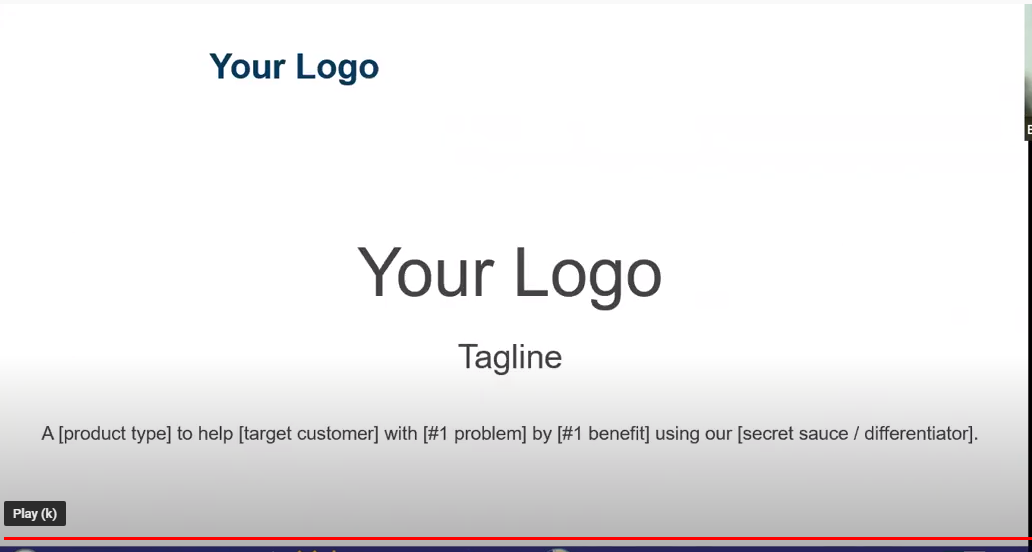 Your Logo
Your Logo
Tagline
A [product type] to help [target customer] with [#1 problem] by [#1 benefit] using our [secret sauce / differentiator].
Play (k)